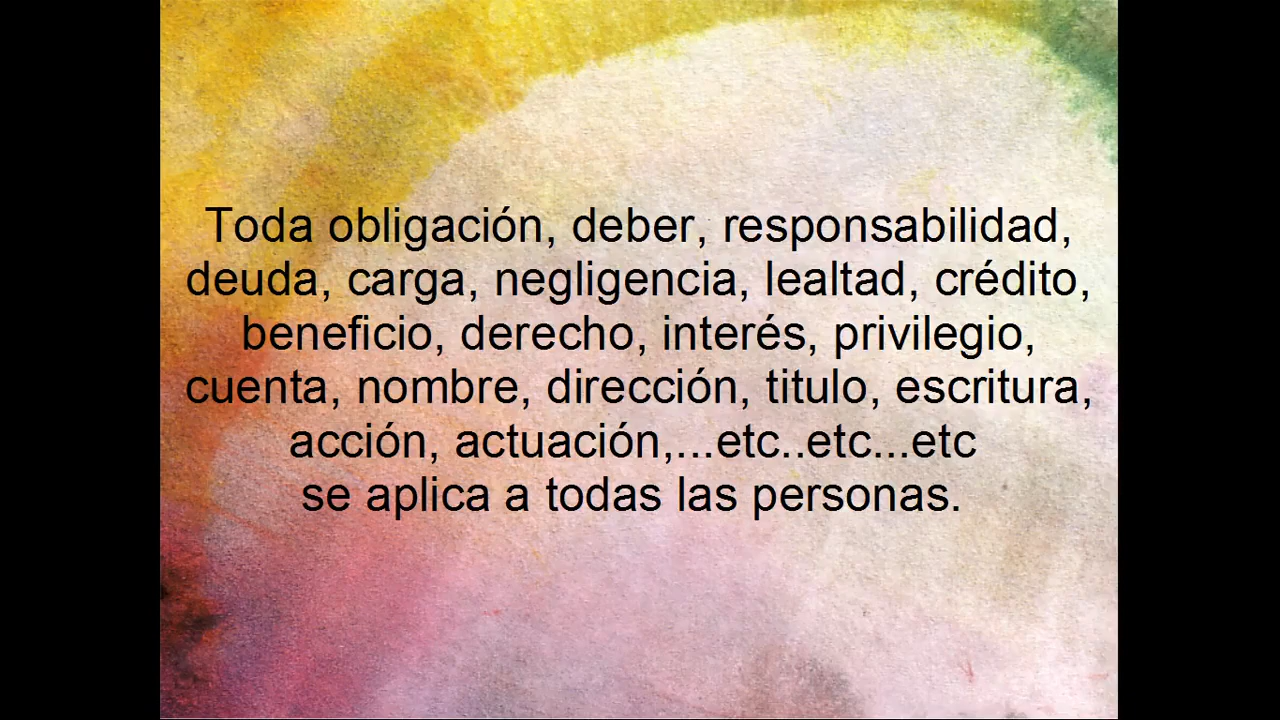 Toda obligación, deber, responsabilidad,
deuda, carga, negligencia, lealtad, crédito,
beneficio, derecho, interés, privilegio,
cuenta, nombre, dirección, titulo, escritura,
acción, actuación,...etc..etc...etc
se aplica a todas las personas.